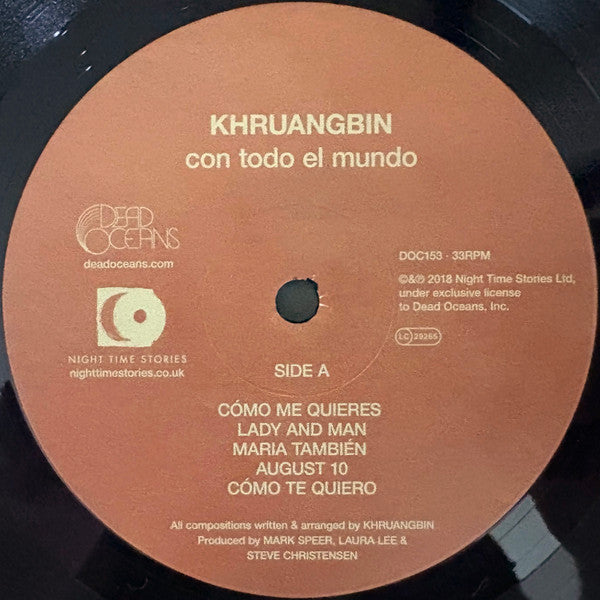 KHRUANGBIN
con todo el mundo
DEAD
OCEANS
deadoceans.com
DOC153 · 33RPM
©&℗ 2018 Night Time Stories Ltd,
under exclusive license
to Dead Oceans, Inc.
LC 29265
NIGHT TIME STORIES
nighttimestories.co.uk
SIDE A
CÓMO ME QUIERES
LADY AND MAN
MARIA TAMBIÉN
AUGUST 10
CÓMO TE QUIERO
All compositions written & arranged by KHRUANGBIN
Produced by MARK SPEER, LAURA LEE &
STEVE CHRISTENSEN